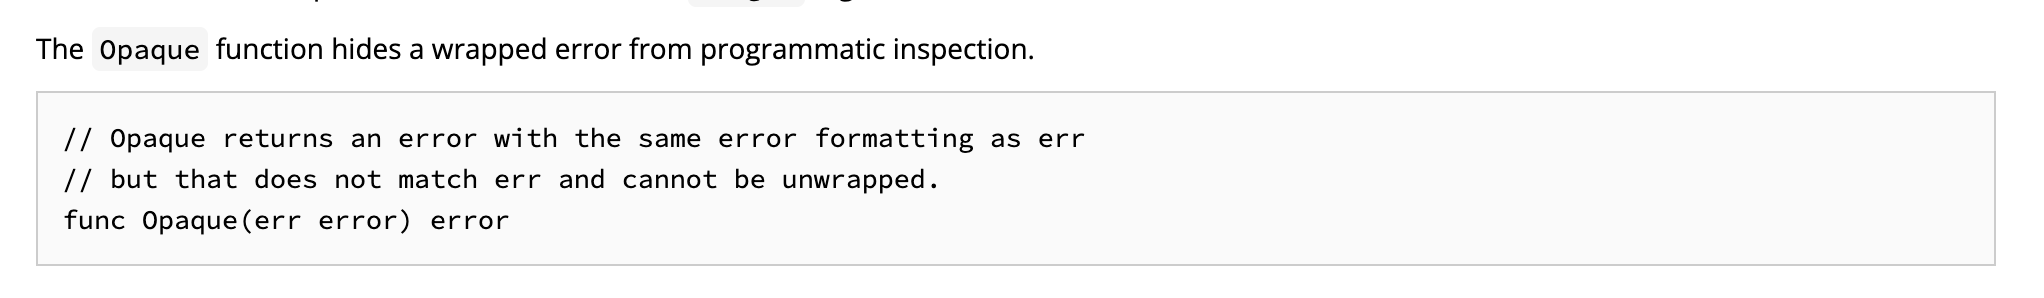 The Opaque function hides a wrapped error from programmatic inspection.
// Opaque returns an error with the same error formatting as err
// but that does not match err and cannot be unwrapped.
func Opaque(err error) error